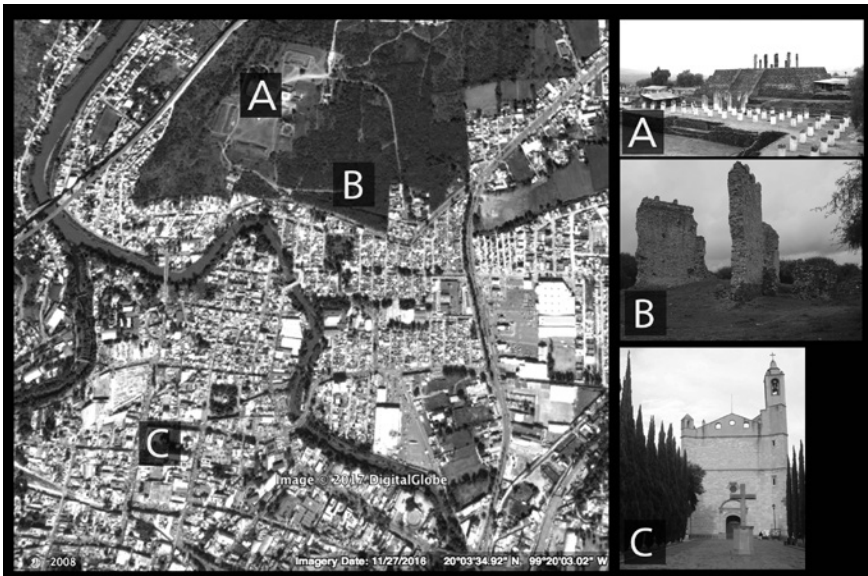 A
B
C
Image © 2017 DigitalGlobe
2008
Imagery Date: 11/27/2016 20°03'34.92" N, 99°20'03.02" W
A
B
C